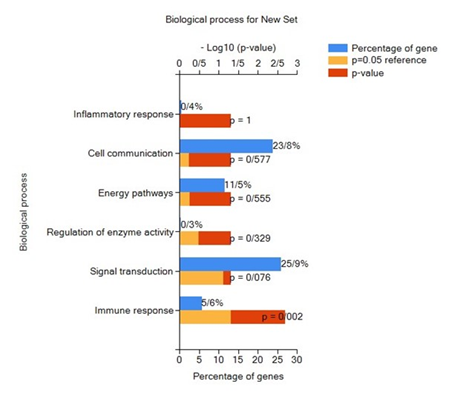 Biological process for New Set
- Log10 (p-value)
0 0/5 1 1/5 2 2/5 3
Percentage of gene
p=0.05 reference
p-value
Inflammatory response
0/4%
p = 1
Cell communication
23/8%
p = 0/577
Energy pathways
11/5%
p = 0/555
Regulation of enzyme activity
0/3%
p = 0/329
Signal transduction
25/9%
p = 0/076
Immune response
5/6%
p = 0/002
Biological process
0 5 10 15 20 25 30
Percentage of genes